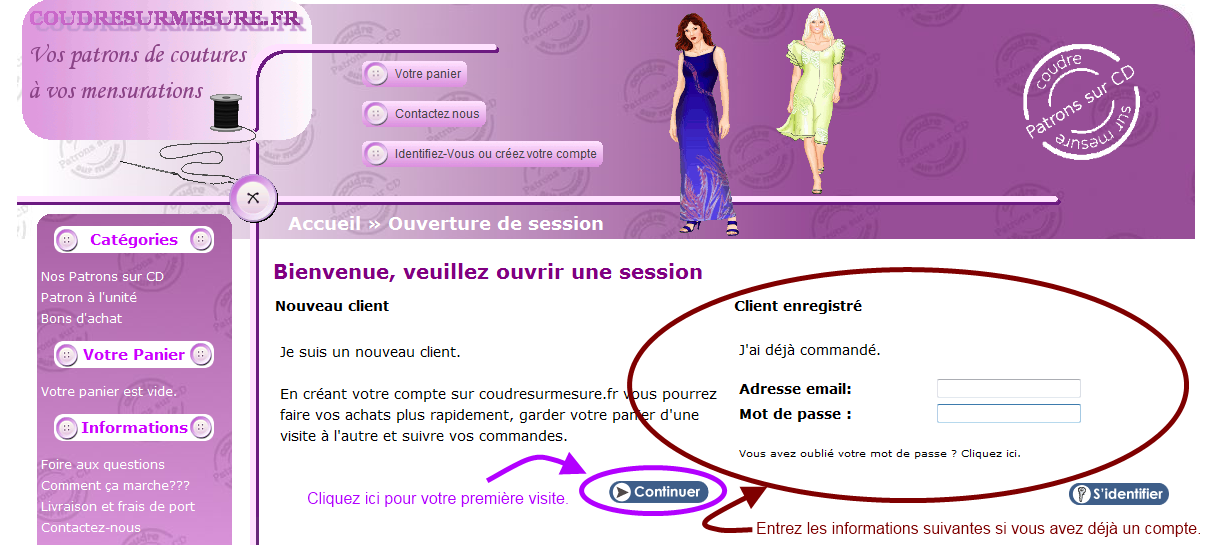 COUDRESURMESURE.FR
Vos patrons de coutures
à vos mensurations
Votre panier
Contactez nous
Identifiez-Vous ou créez votre compte
coudre
Patrons sur CD
sur mesure
Accueil » Ouverture de session
Catégories
Nos Patrons sur CD
Patron à l'unité
Bons d'achat
Votre Panier
Votre panier est vide.
Informations
Foire aux questions
Comment ça marche???
Livraison et frais de port
Contactez-nous
Bienvenue, veuillez ouvrir une session
Nouveau client
Je suis un nouveau client.
En créant votre compte sur coudresurmesure.fr vous pourrez
faire vos achats plus rapidement, garder votre panier d'une
visite à l'autre et suivre vos commandes.
Cliquez ici pour votre première visite.
Continuer
Client enregistré
J'ai déjà commandé.
Adresse email:
Mot de passe :
Vous avez oublié votre mot de passe ? Cliquez ici.
S'identifier
Entrez les informations suivantes si vous avez déjà un compte.